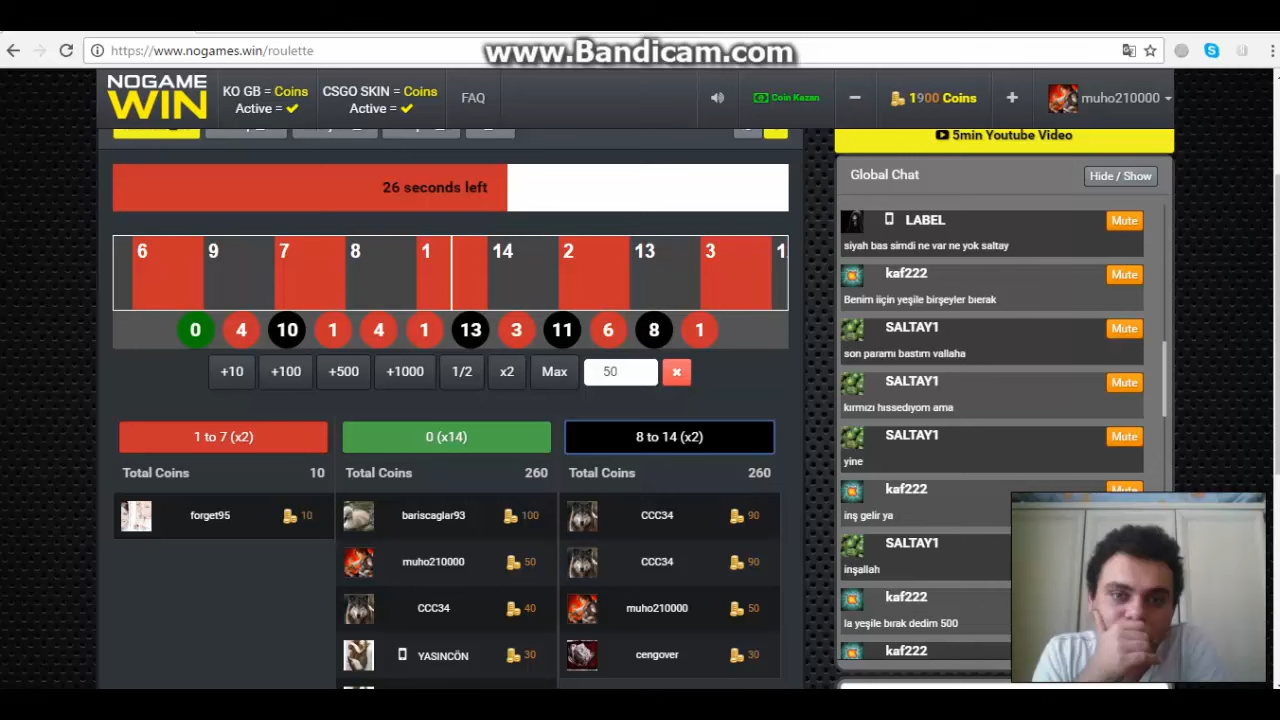 www.Bandicam.com
https://www.nogames.win/roulette
NOGAME
WIN
KO GB = Coins
Active = ✔
CSGO SKIN = Coins
Active = ✔
FAQ
Coin Kazan
1900 Coins
muho210000
26 seconds left
6 9 7 8 1 14 2 13 3
0 4 10 1 4 1 13 3 11 6 8 1
+10 +100 +500 +1000 1/2 x2 Max 50
1 to 7 (x2)
Total Coins 10
forget95 10
0 (x14)
Total Coins 260
bariscaglar93 100
muho210000 50
CCC34 40
YASINCÖN 30
8 to 14 (x2)
Total Coins 260
CCC34 90
CCC34 90
muho210000 50
cengover 30
5min Youtube Video
Global Chat Hide / Show
LABEL Mute
siyah bas simdi ne var ne yok saltay
kaf222 Mute
Benim iiçin yeşile birşeyler bıerak
SALTAY1 Mute
son paramı bastım vallaha
SALTAY1 Mute
kırmızı hıssedıyom ama
SALTAY1 Mute
yine
kaf222 Mute
inş gelir ya
SALTAY1
inşallah
kaf222
la yeşile bırak dedim 500
kaf222